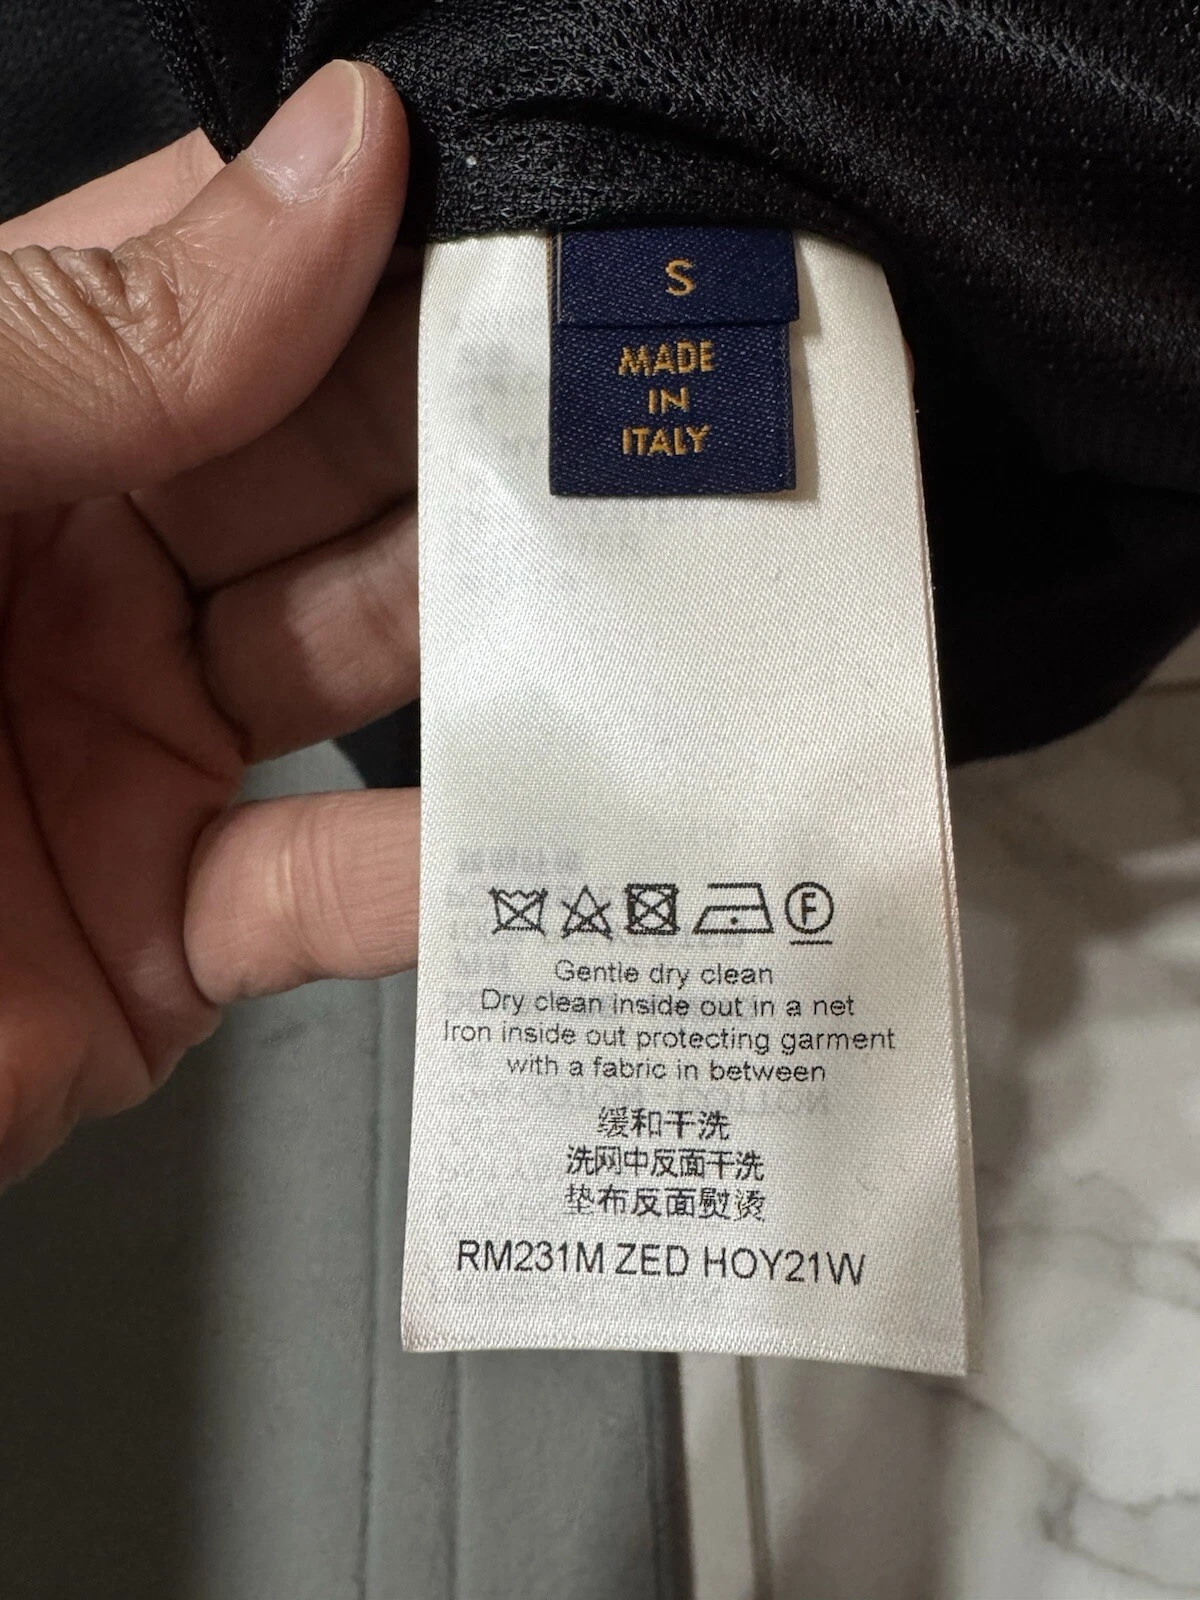 S
MADE
IN
ITALY
F
Gentle dry clean
Dry clean inside out in a net
Iron inside out protecting garment
with a fabric in between
缓和干洗
洗网中反面干洗
垫布反面熨烫
RM231M ZED HOY21W